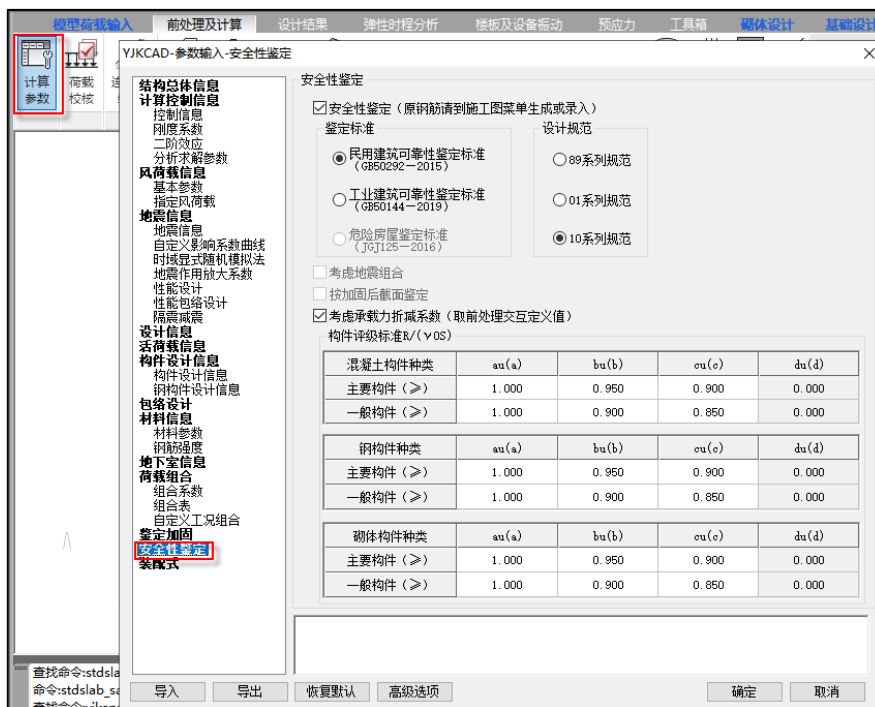 模型荷载输入 前处理及计算 设计结果 弹性时程分析 楼板及设备振动 预应力 工具箱 砌体设计 基础设计
YJKCAD-参数输入-安全性鉴定
计算参数
荷载校核
结构总体信息
计算控制信息
控制信息
刚度系数
二阶效应
分析求解参数
风荷载信息
基本参数
指定风荷载
地震信息
地震信息
自定义影响系数曲线
时域显式随机模拟法
地震作用放大系数
性能设计
性能包络设计
隔震减震
设计信息
活荷载信息
构件设计信息
构件设计信息
钢构件设计信息
包络设计
材料信息
材料参数
钢筋强度
地下室信息
荷载组合
组合系数
组合表
自定义工况组合
鉴定加固
安全性鉴定
装配式
安全性鉴定
安全性鉴定（原钢筋请到施工图菜单生成或录入）
鉴定标准 设计规范
民用建筑可靠性鉴定标准
（GB50292－2015）
工业建筑可靠性鉴定标准
（GB50144－2019）
危险房屋鉴定标准
（JGJ125－2016）
89系列规范
01系列规范
10系列规范
考虑地震组合
按加固后截面鉴定
考虑承载力折减系数（取前处理交互定义值）
构件评级标准R/(γ0S)
混凝土构件种类 au(a) bu(b) cu(c) du(d)
主要构件（≥） 1.000 0.950 0.900 0.000
一般构件（≥） 1.000 0.900 0.850 0.000
钢构件种类 au(a) bu(b) cu(c) du(d)
主要构件（≥） 1.000 0.950 0.900 0.000
一般构件（≥） 1.000 0.900 0.850 0.000
砌体构件种类 au(a) bu(b) cu(c) du(d)
主要构件（≥） 1.000 0.950 0.900 0.000
一般构件（≥） 1.000 0.900 0.850 0.000
导入 导出 恢复默认 高级选项 确定 取消
查找命令:stdsla
命令:stdslab_sa